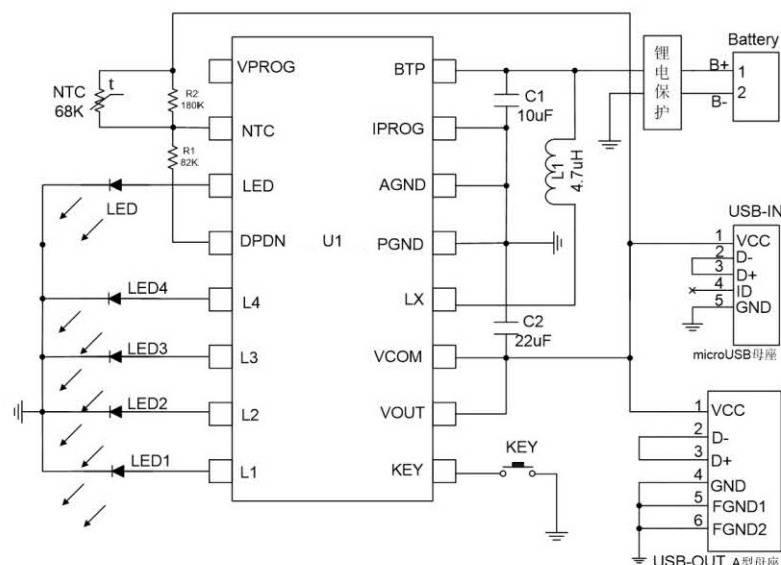 NTC
68K
t
R2
180K
R1
82K
LED
LED4
LED3
LED2
LED1
VPROG
NTC
LED
DPDN
L4
L3
L2
L1
U1
BTP
IPROG
AGND
PGND
LX
VCOM
VOUT
KEY
C1
10uF
L1
4.7uH
C2
22uF
KEY
锂电保护
B+
B-
Battery
1
2
USB-IN
1 VCC
2 D-
3 D+
4 ID
5 GND
microUSB母座
1 VCC
2 D-
3 D+
4 GND
5 FGND1
6 FGND2
USB-OUT A型母座